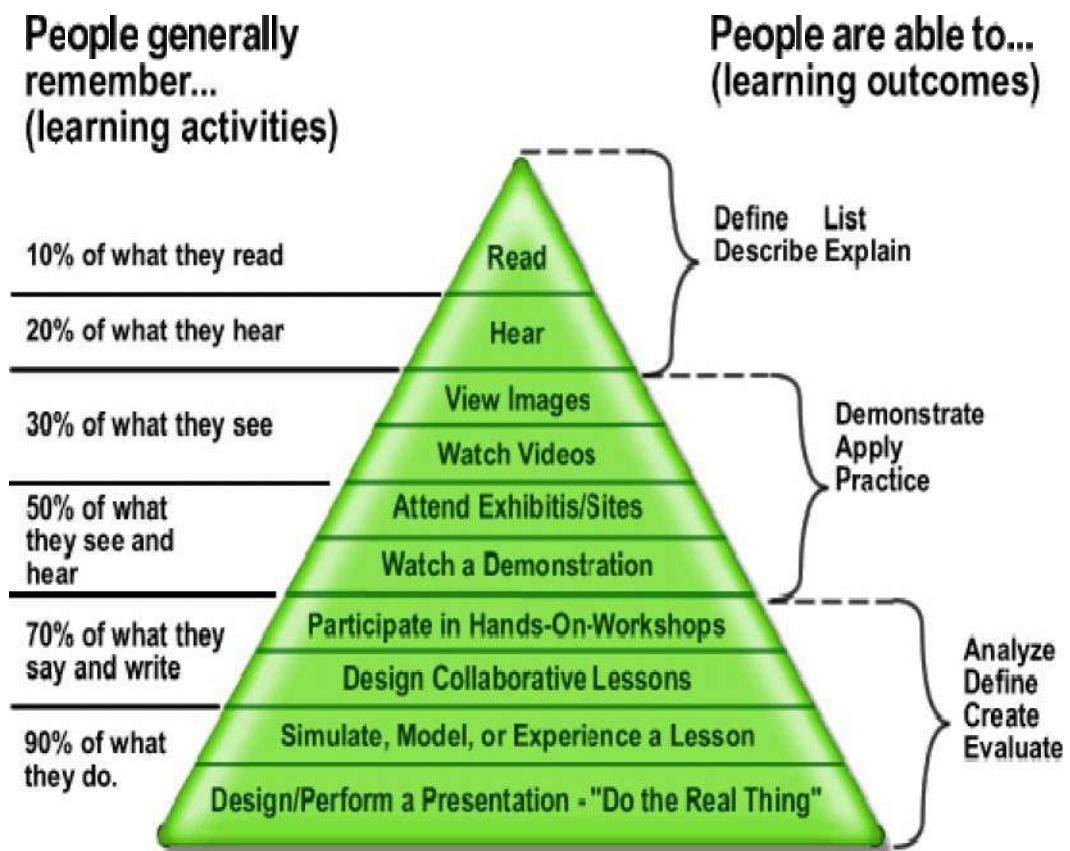 People generally
remember...
(learning activities)
People are able to...
(learning outcomes)
10% of what they read
20% of what they hear
30% of what they see
50% of what
they see and
hear
70% of what they
say and write
90% of what
they do.
Read
Hear
View Images
Watch Videos
Attend Exhibitis/Sites
Watch a Demonstration
Participate in Hands-On-Workshops
Design Collaborative Lessons
Simulate, Model, or Experience a Lesson
Design/Perform a Presentation - "Do the Real Thing"
Define List
Describe Explain
Demonstrate
Apply
Practice
Analyze
Define
Create
Evaluate